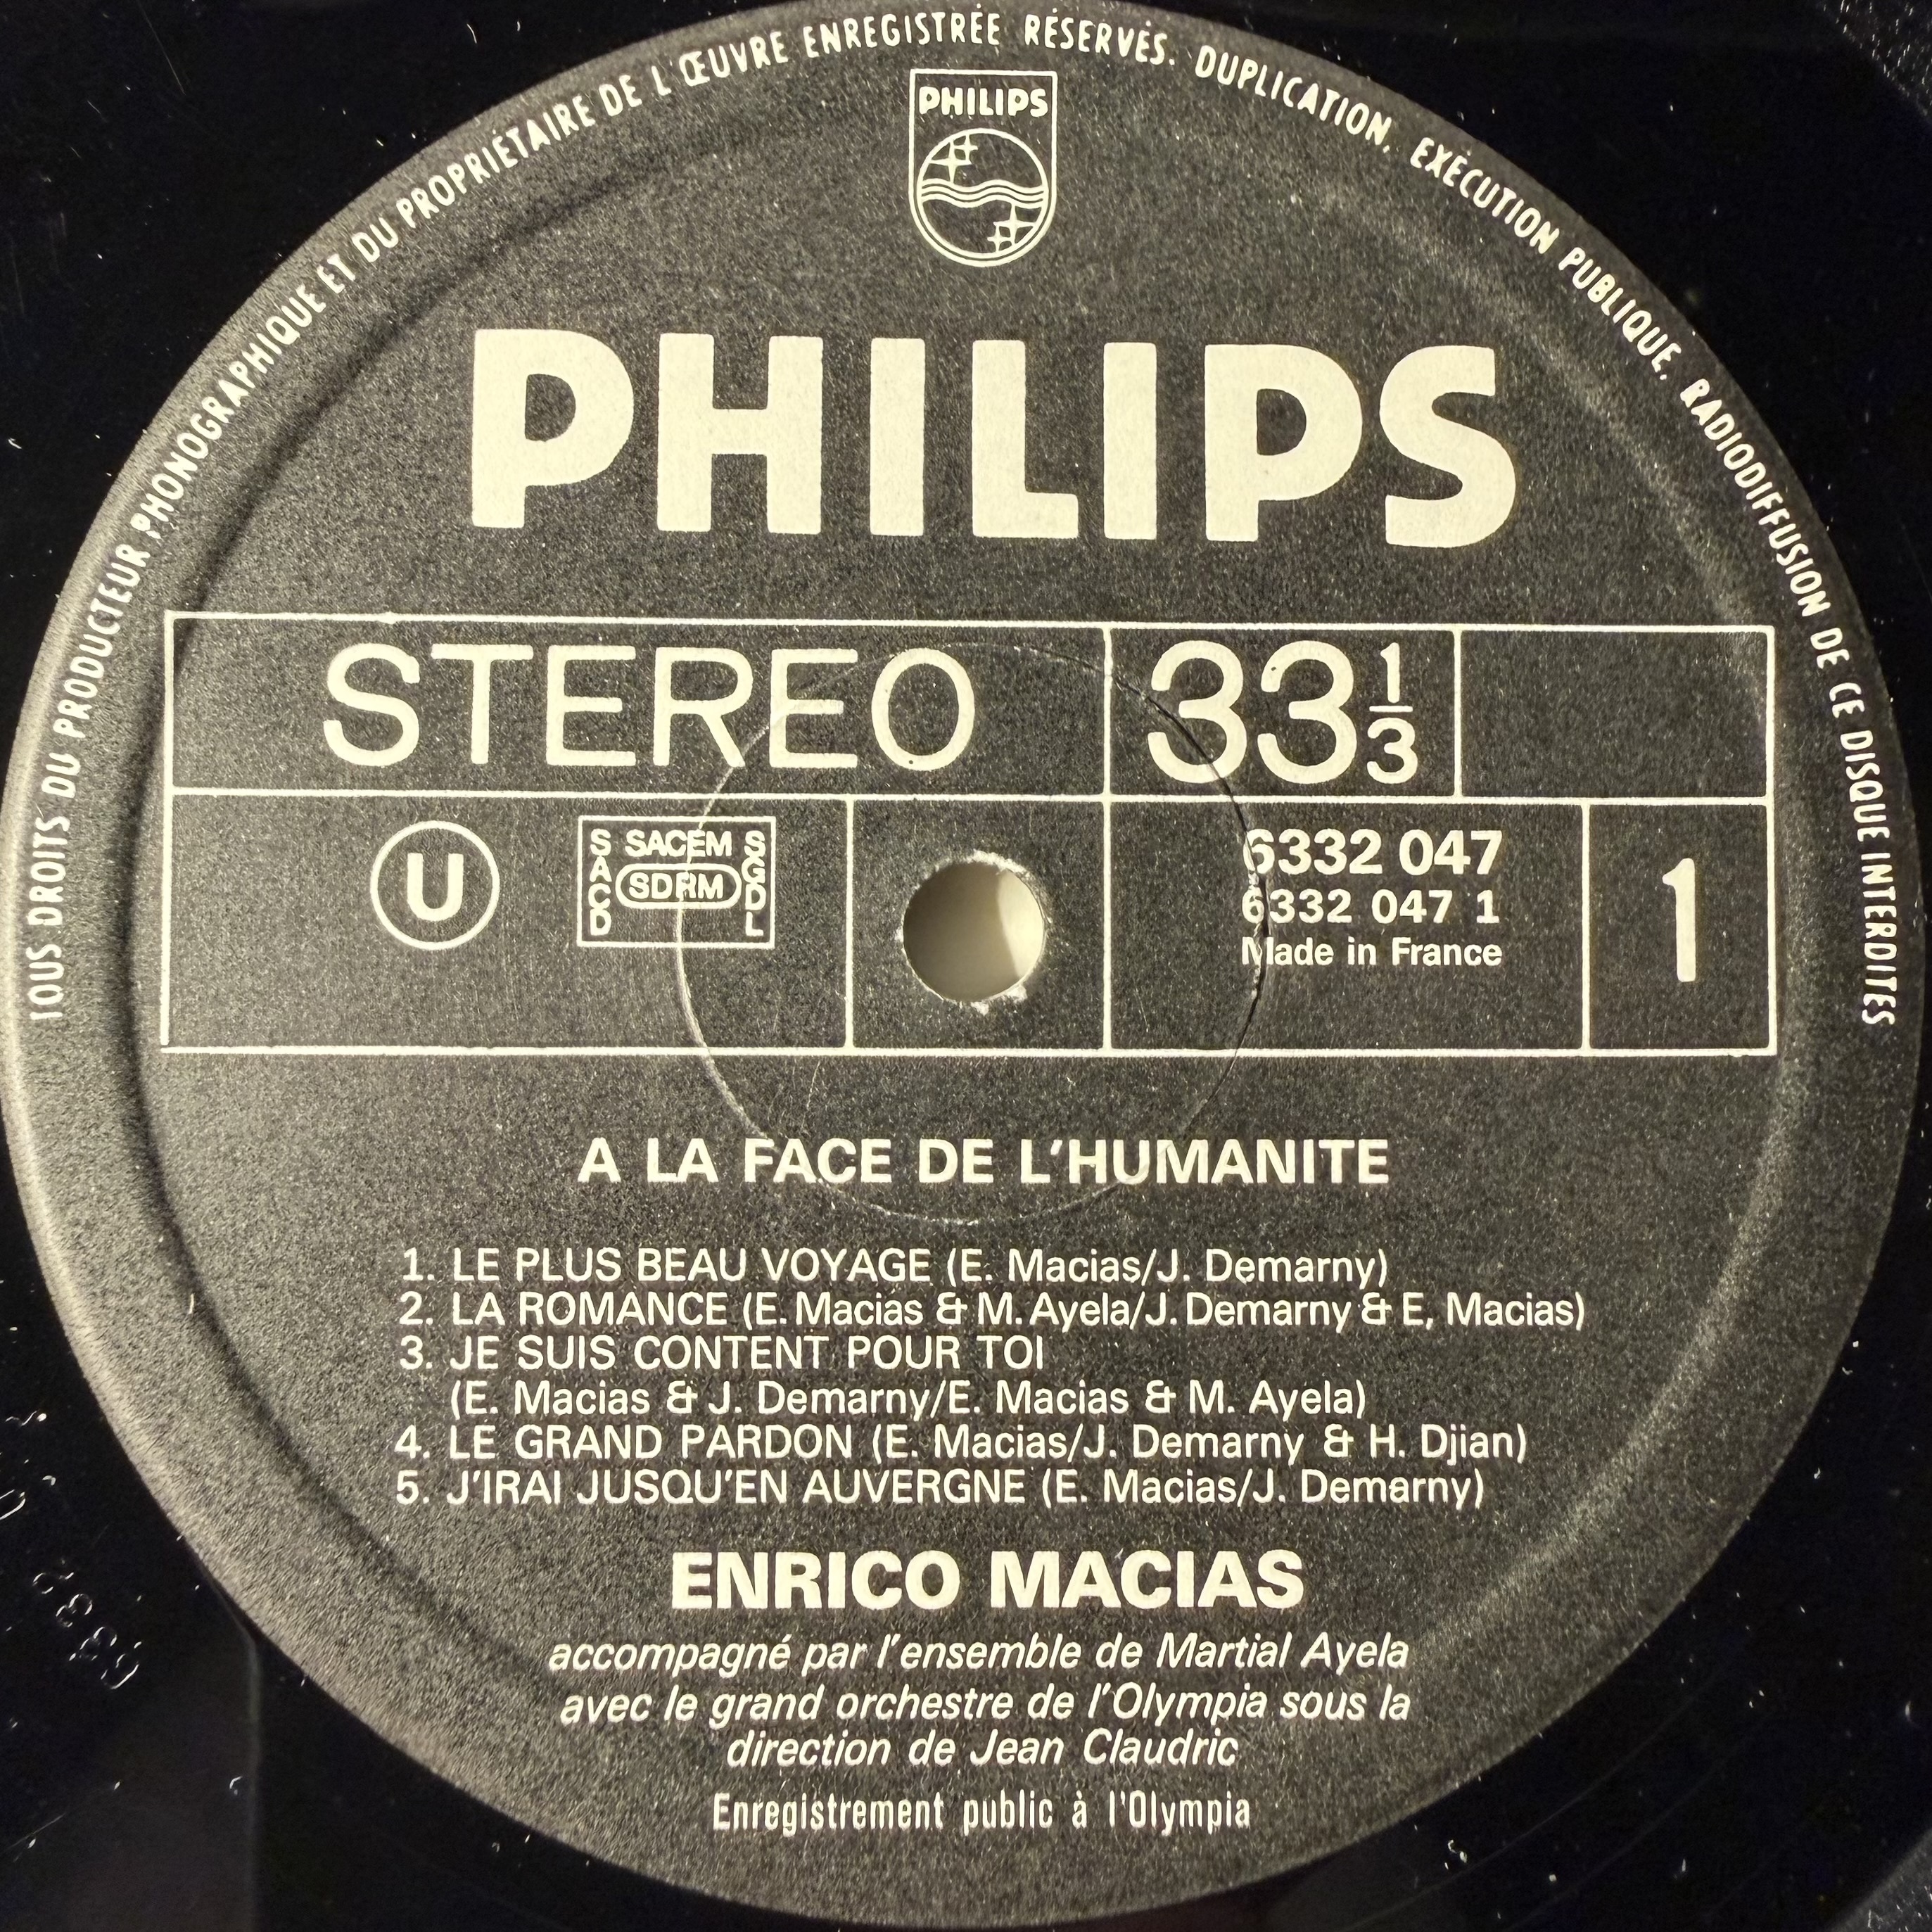 TOUS DROITS DU PRODUCTEUR PHONOGRAPHIQUE ET DU PROPRIÉTAIRE DE L'ŒUVRE ENREGISTRÉE RÉSERVÉS. DUPLICATION, EXÉCUTION PUBLIQUE, RADIODIFFUSION DE CE DISQUE INTERDITES
PHILIPS
PHILIPS
STEREO 33 1/3
U
SACD SACEM SGDL
SDRM
6332 047
6332 047 1
Made in France
1
A LA FACE DE L'HUMANITE
1. LE PLUS BEAU VOYAGE (E. Macias/J. Demarny)
2. LA ROMANCE (E. Macias & M. Ayela/J. Demarny & E, Macias)
3. JE SUIS CONTENT POUR TOI
(E. Macias & J. Demarny/E. Macias & M. Ayela)
4. LE GRAND PARDON (E. Macias/J. Demarny & H. Djian)
5. J'IRAI JUSQU'EN AUVERGNE (E. Macias/J. Demarny)
ENRICO MACIAS
accompagné par l'ensemble de Martial Ayela
avec le grand orchestre de l'Olympia sous la
direction de Jean Claudric
Enregistrement public à l'Olympia